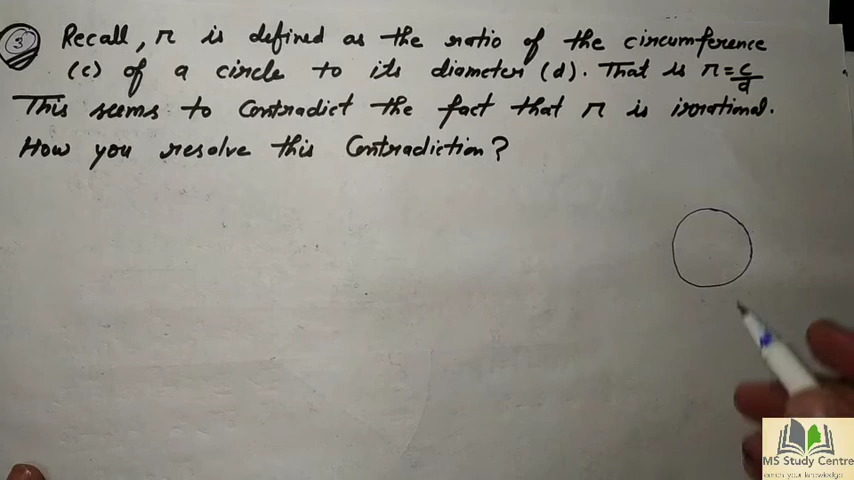 3 Recall, π is defined as the ratio of the circumference
(c) of a circle to its diameter (d). That is π = c/d
This seems to contradict the fact that π is irrational.
How you resolve this Contradiction?
MS Study Centre